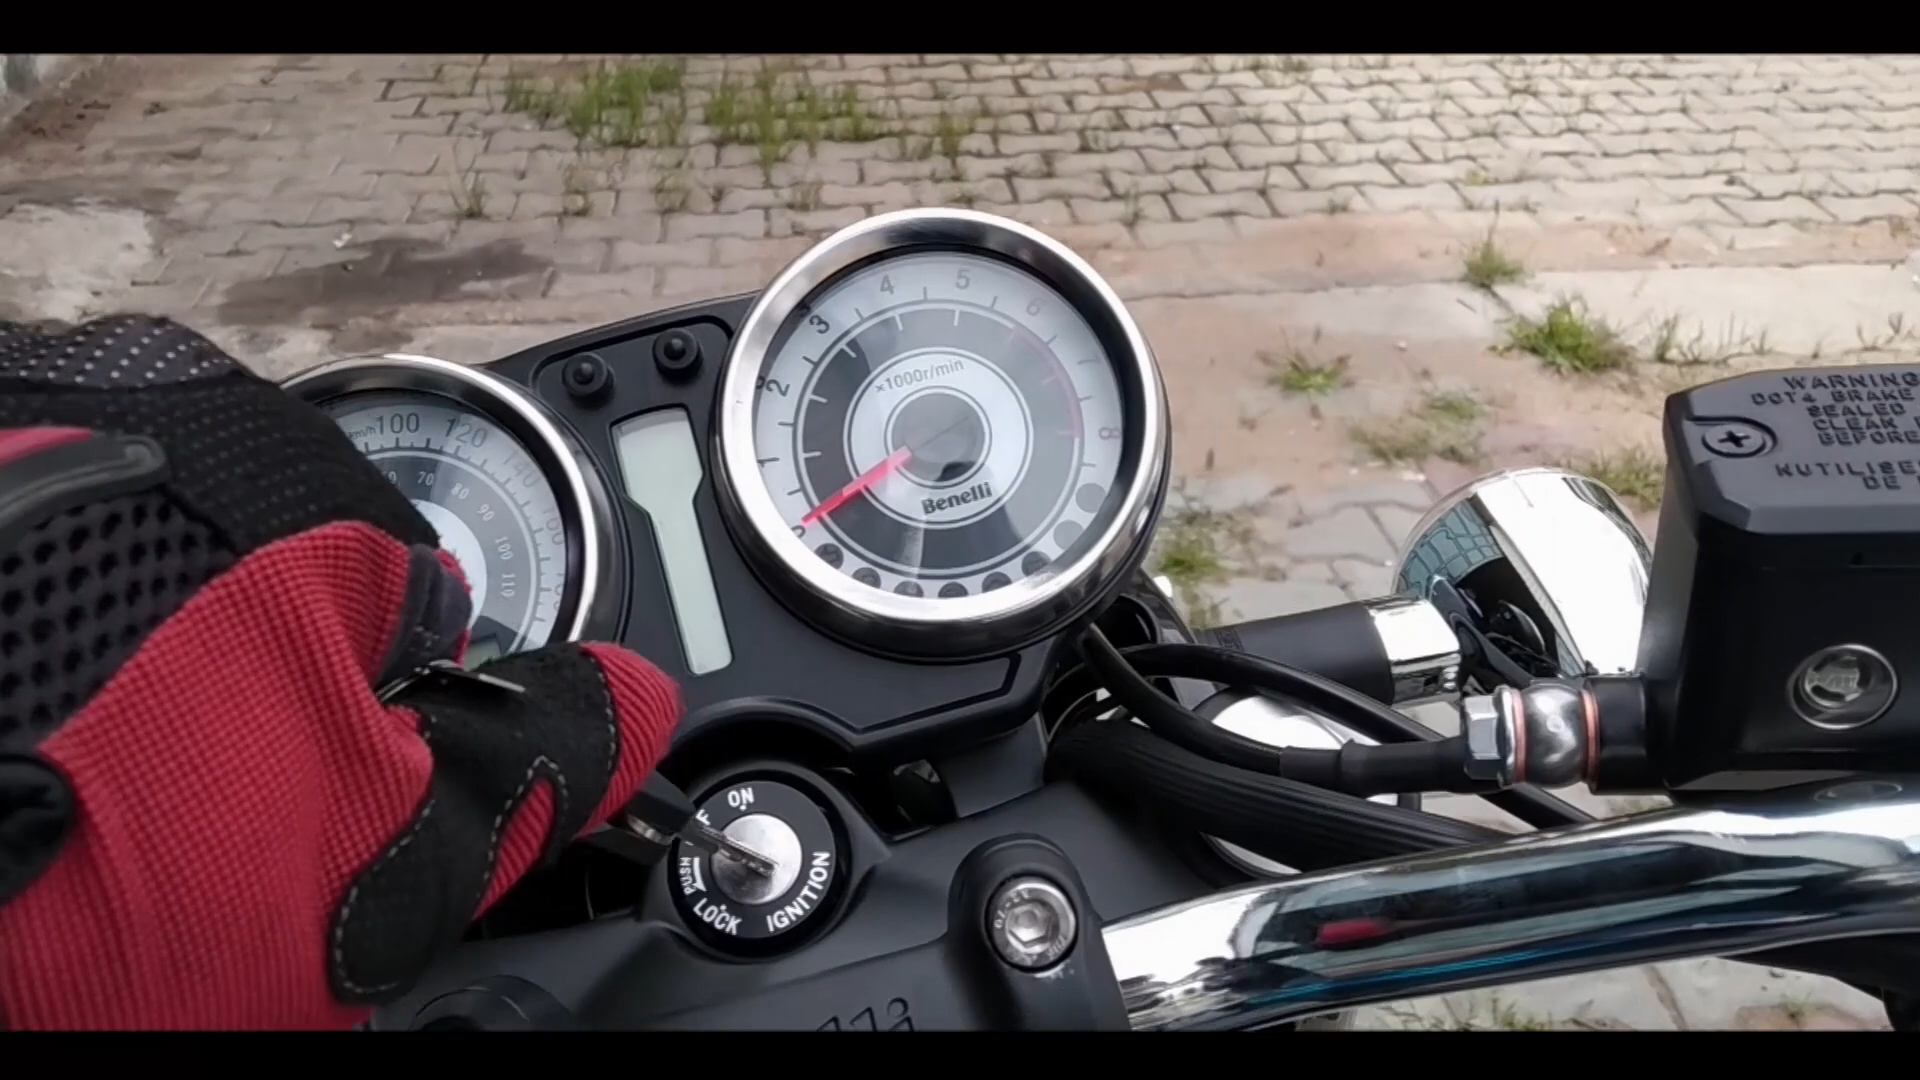 km/h
100
120
140
70
80
90
100
110
1
2
3
4
5
6
7
8
×1000r/min
Benelli
ON
PUSH
LOCK
IGNITION
WARNING
DOT4 BRAKE
SEALED
CLEAN
BEFORE
NUTILISE
DE